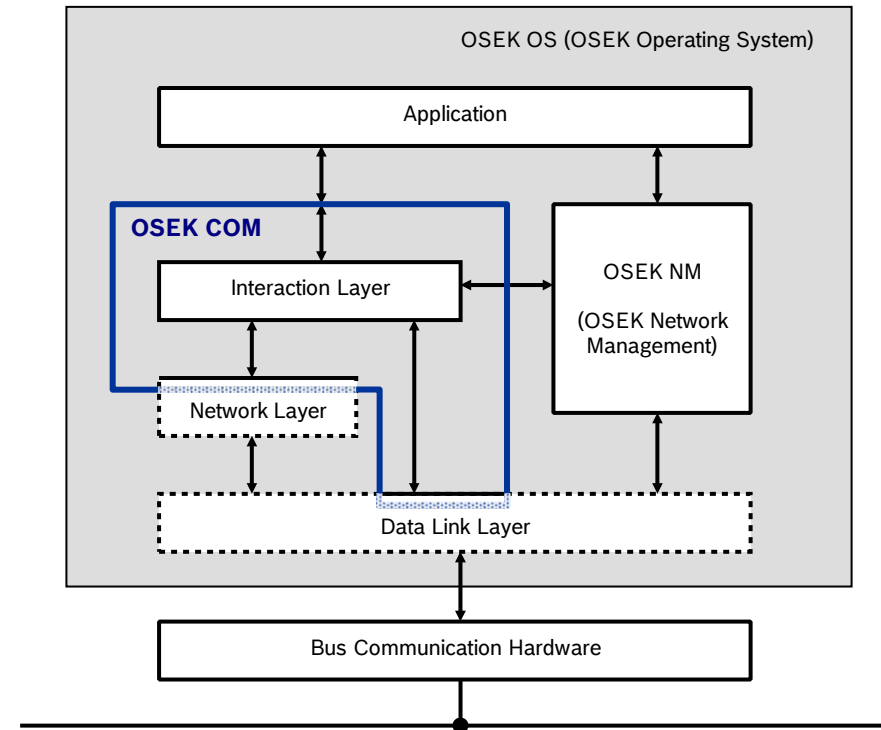 OSEK OS (OSEK Operating System)
Application
OSEK COM
Interaction Layer
OSEK NM
(OSEK Network
Management)
Network Layer
Data Link Layer
Bus Communication Hardware